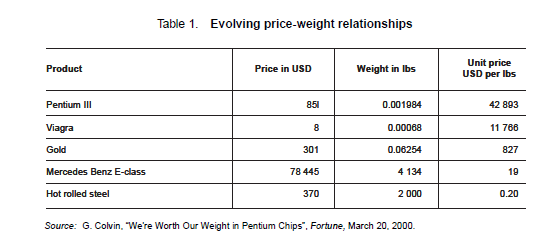 Table 1. Evolving price-weight relationships
Product Price in USD Weight in lbs Unit price USD per lbs
Pentium III 85l 0.001984 42 893
Viagra 8 0.00068 11 766
Gold 301 0.06254 827
Mercedes Benz E-class 78 445 4 134 19
Hot rolled steel 370 2 000 0.20
Source: G. Colvin, "We're Worth Our Weight in Pentium Chips", Fortune, March 20, 2000.